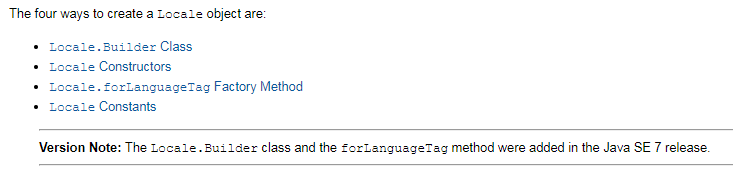 The four ways to create a Locale object are:
• Locale.Builder Class
• Locale Constructors
• Locale.forLanguageTag Factory Method
• Locale Constants
Version Note: The Locale.Builder class and the forLanguageTag method were added in the Java SE 7 release.